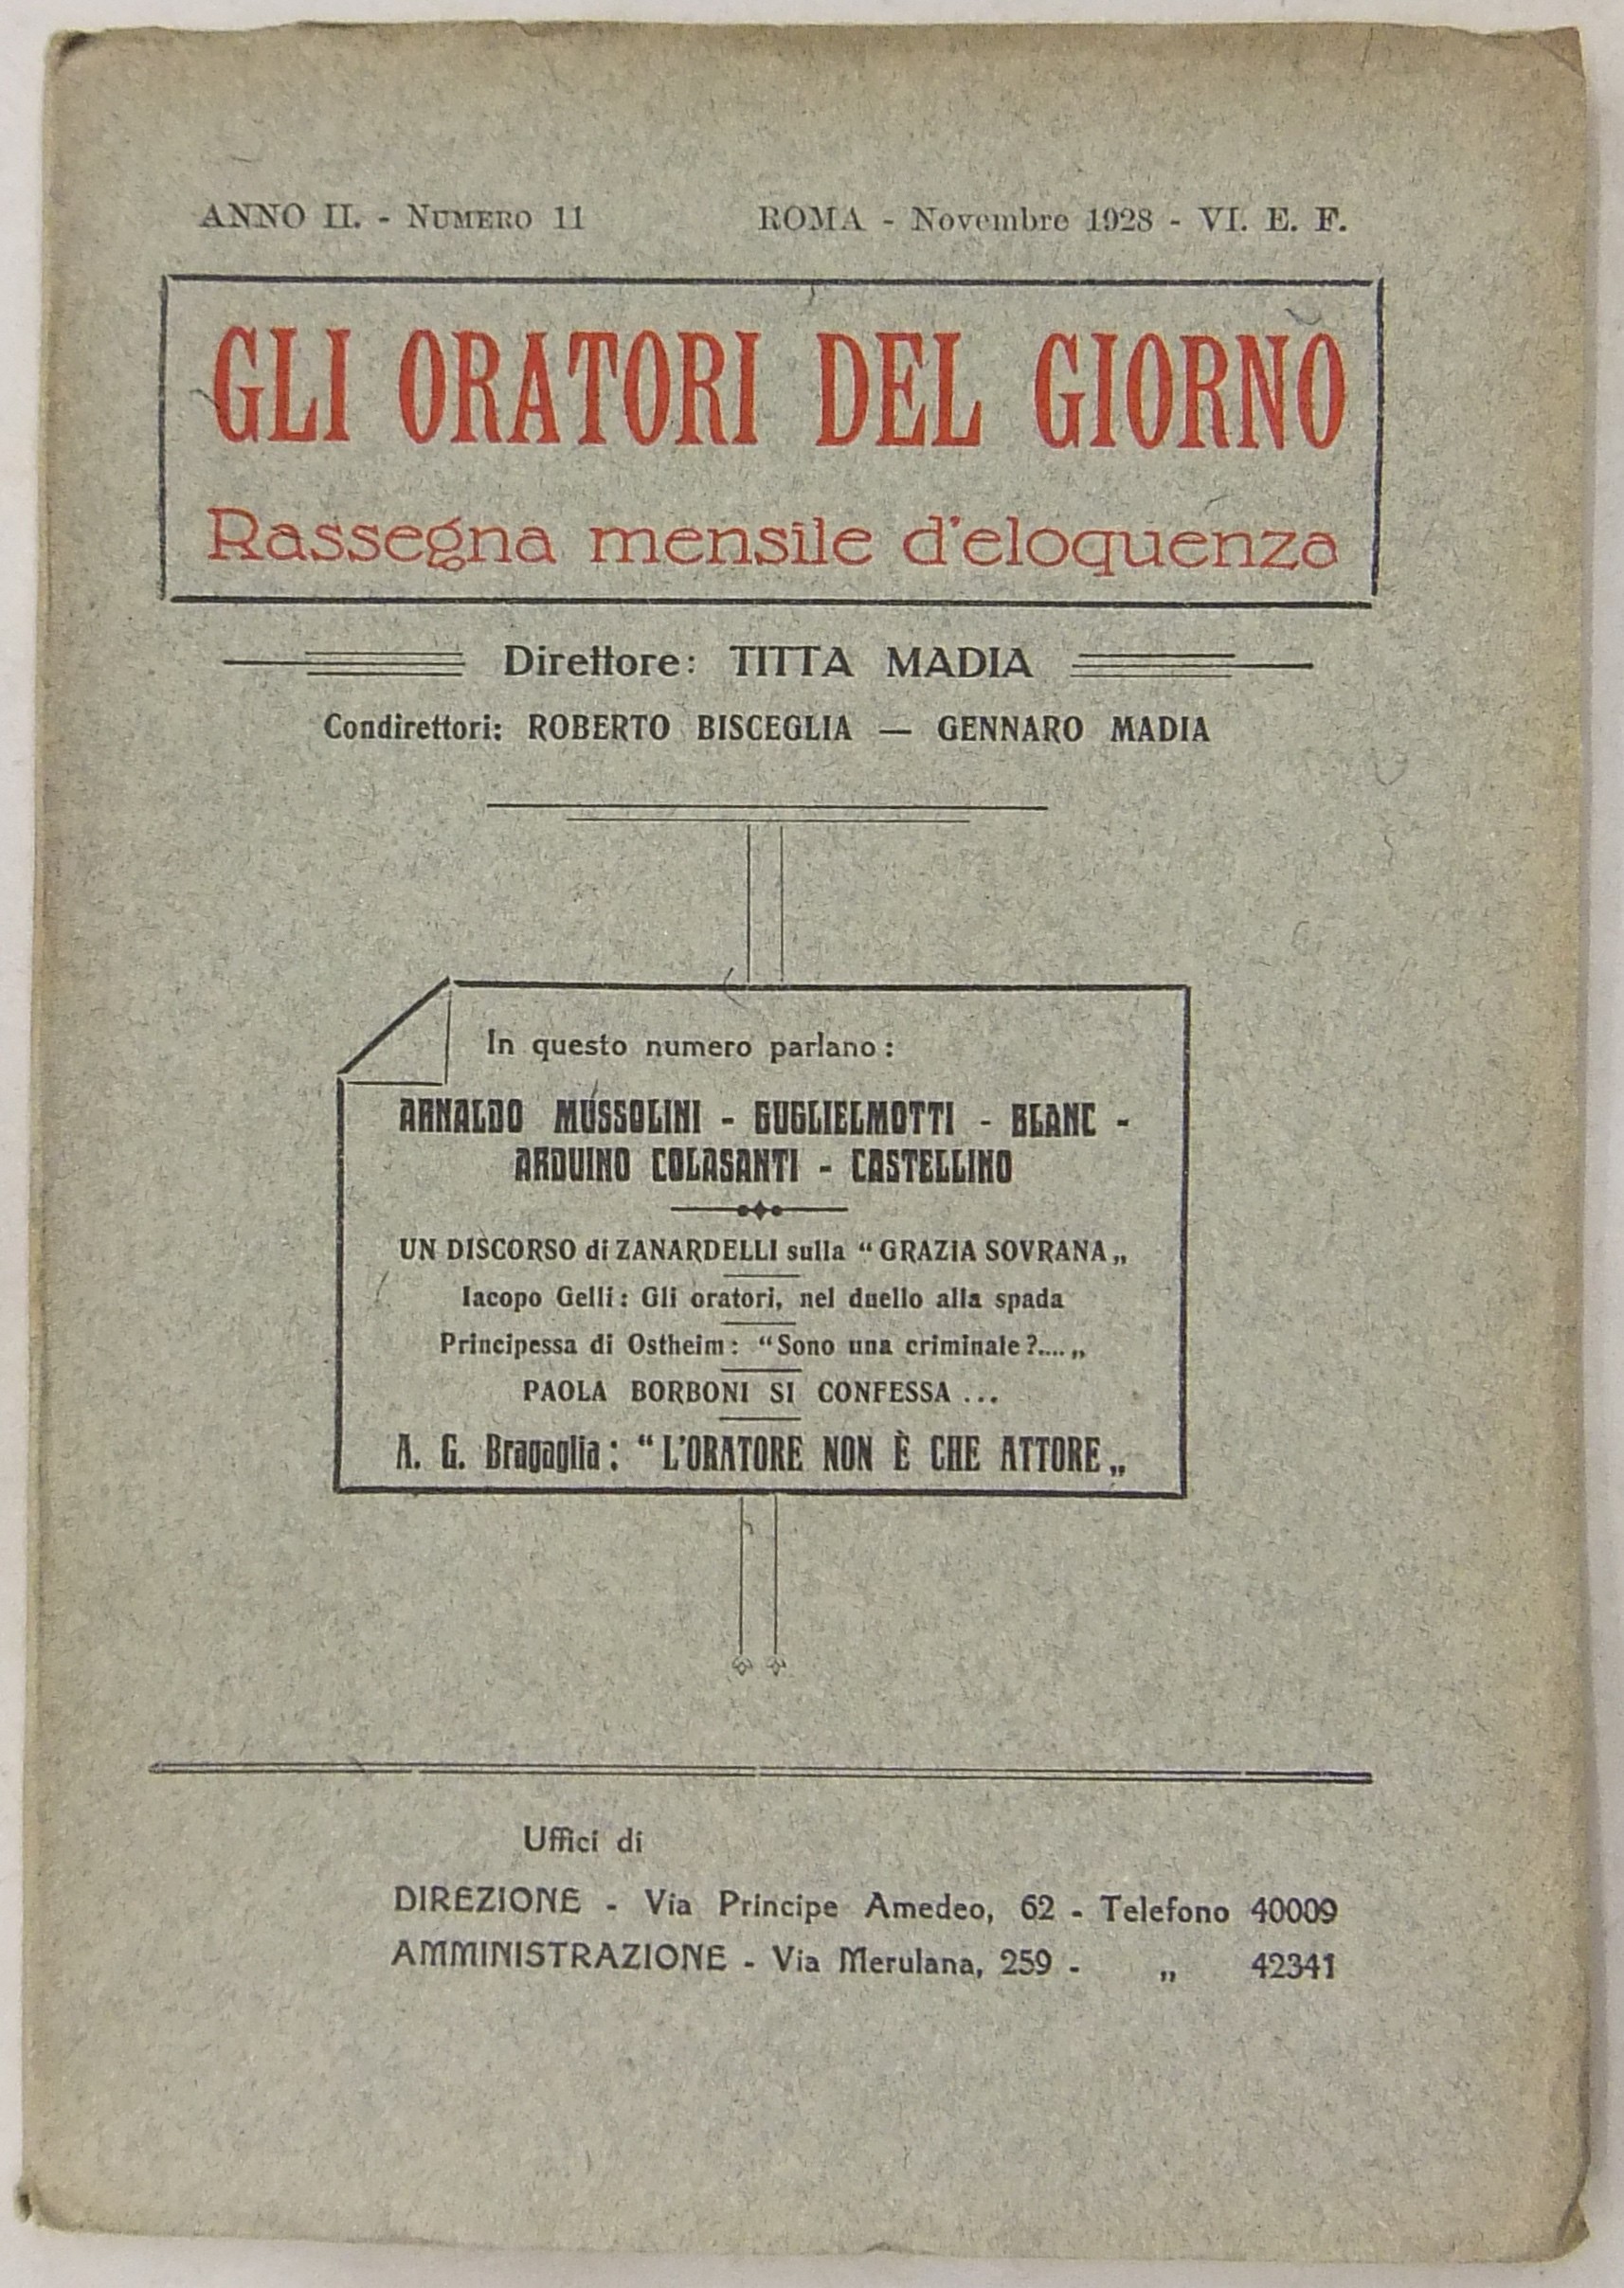 ANNO II. - NUMERO 11 ROMA - Novembre 1928 - VI. E. F.
GLI ORATORI DEL GIORNO
Rassegna mensile d'eloquenza
Direttore: TITTA MADIA
Condirettori: ROBERTO BISCEGLIA — GENNARO MADIA
In questo numero parlano:
ARNALDO MUSSOLINI - GUGLIELMOTTI - BLANC -
ARDUINO COLASANTI - CASTELLINO
UN DISCORSO di ZANARDELLI sulla “GRAZIA SOVRANA„
Iacopo Gelli: Gli oratori, nel duello alla spada
Principessa di Ostheim: “Sono una criminale?....„
PAOLA BORBONI SI CONFESSA ...
A. G. Bragaglia: “L'ORATORE NON È CHE ATTORE„
Uffici di
DIREZIONE - Via Principe Amedeo, 62 - Telefono 40009
AMMINISTRAZIONE - Via Merulana, 259 - „ 42341